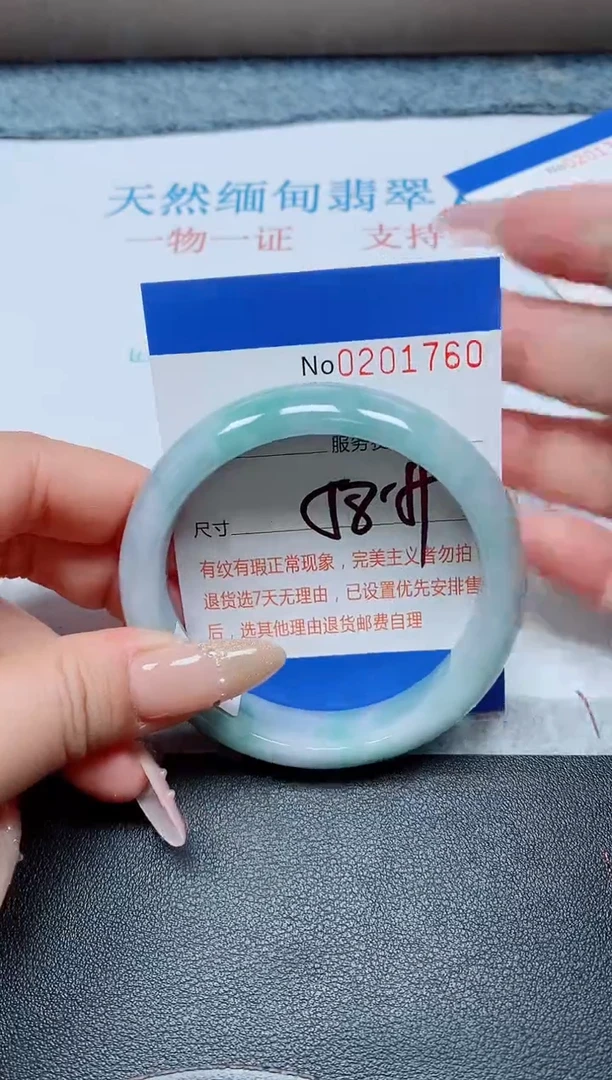 天然缅甸翡翠
一物一证 支持
No0201760
服务
尺寸
有纹有瑕正常现象，完美主义者勿拍
退货选7天无理由，已设置优先安排售
后，选其他理由退货邮费自理